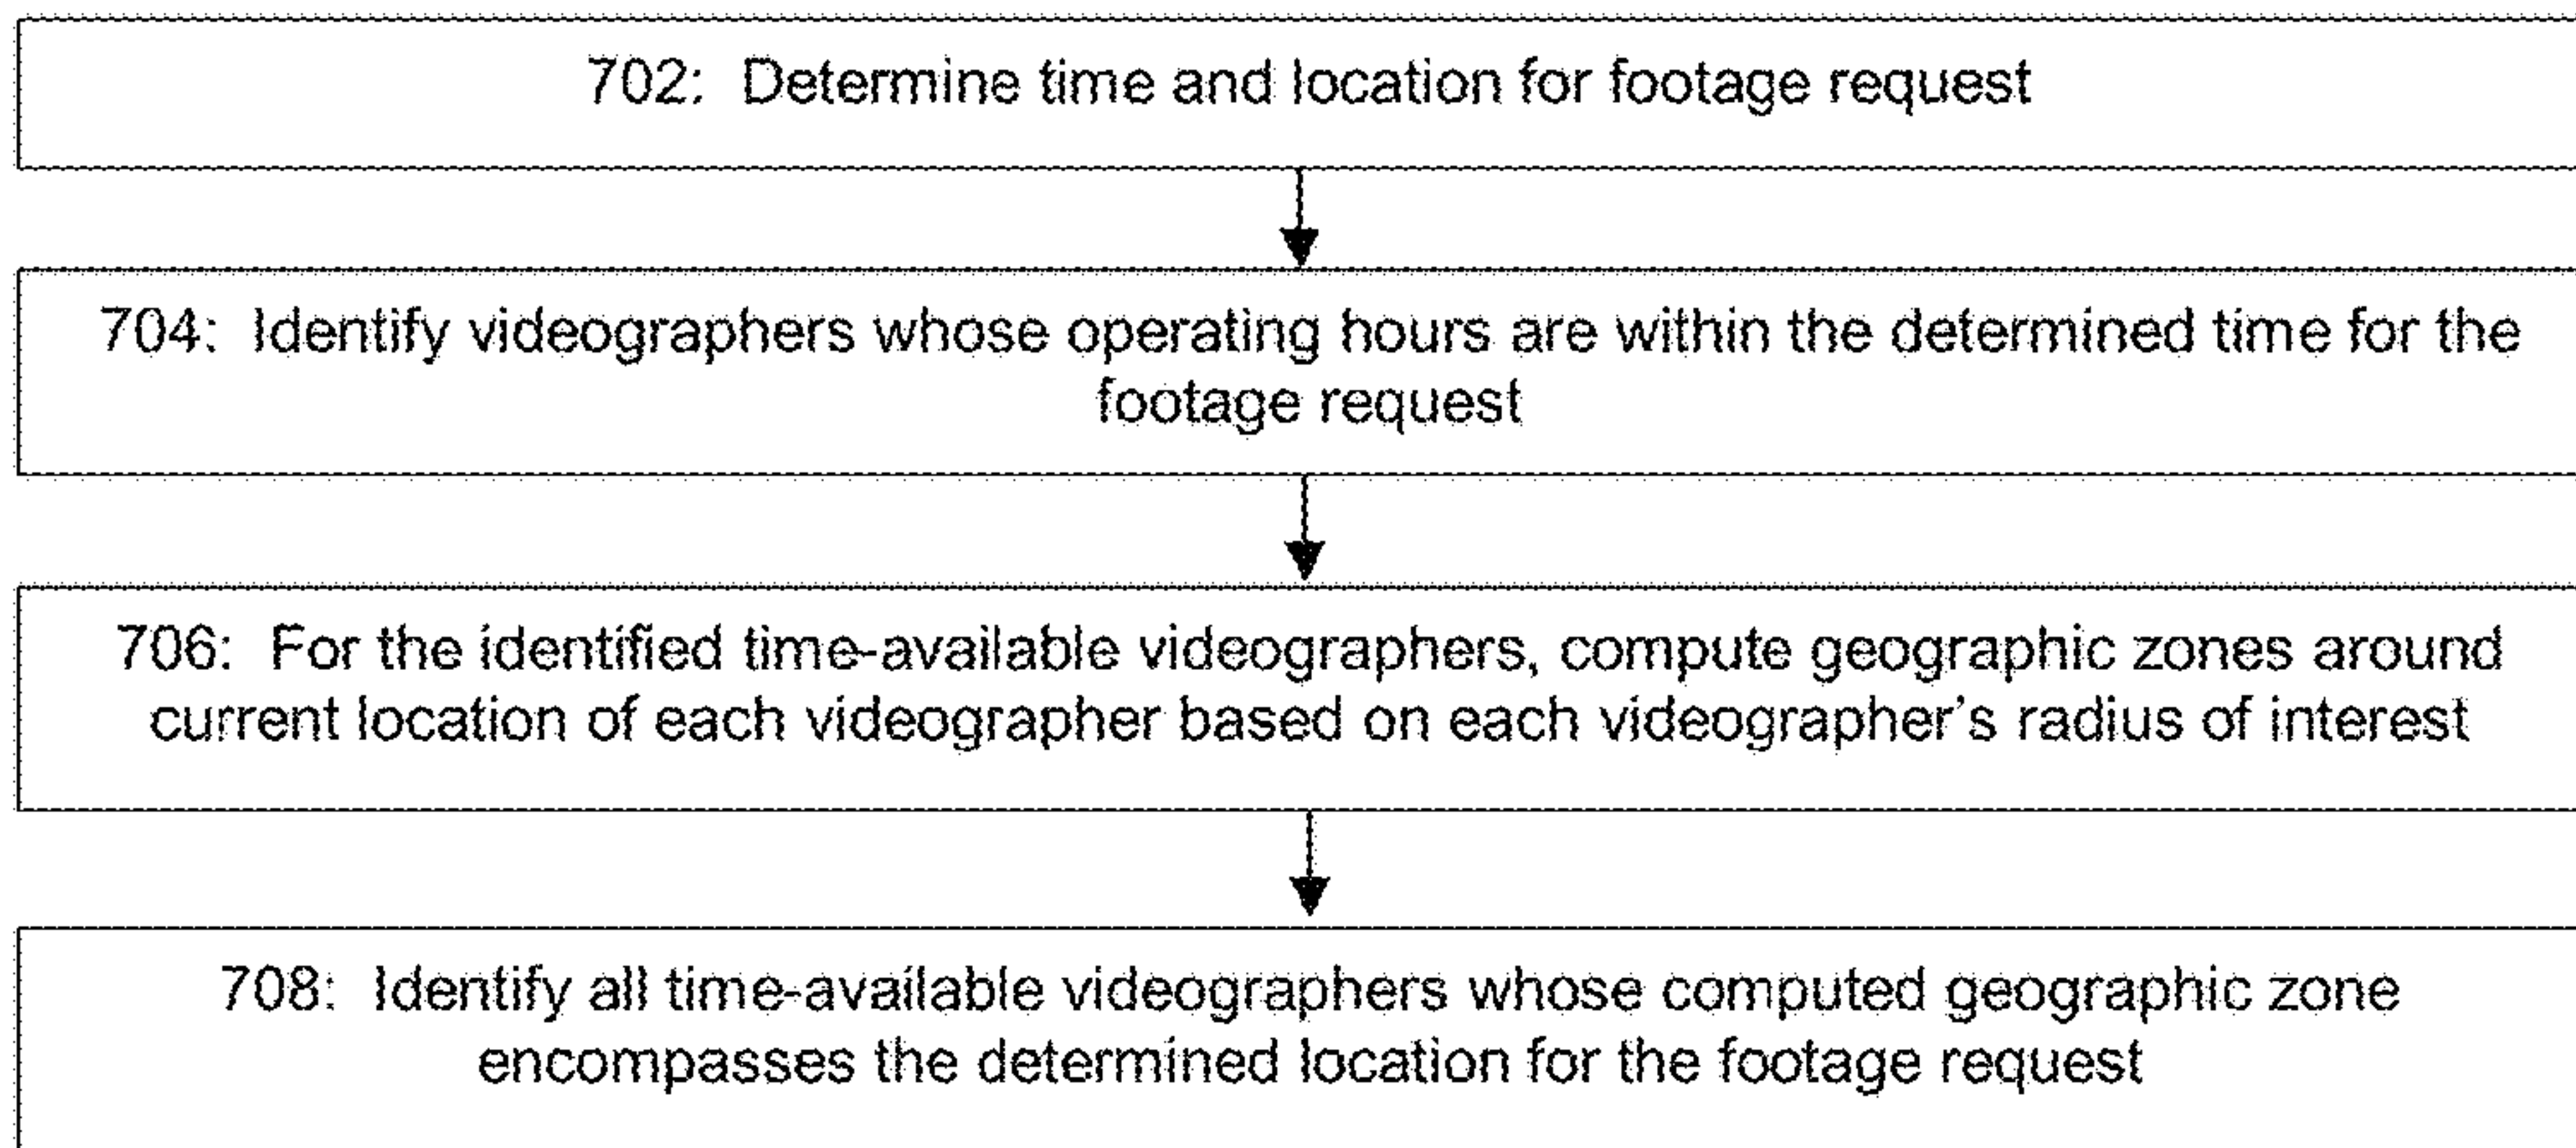 702: Determine time and location for footage request
704: Identify videographers whose operating hours are within the determined time for the
footage request
706: For the identified time-available videographers, compute geographic zones around
current location of each videographer based on each videographer's radius of interest
708: Identify all time-available videographers whose computed geographic zone
encompasses the determined location for the footage request